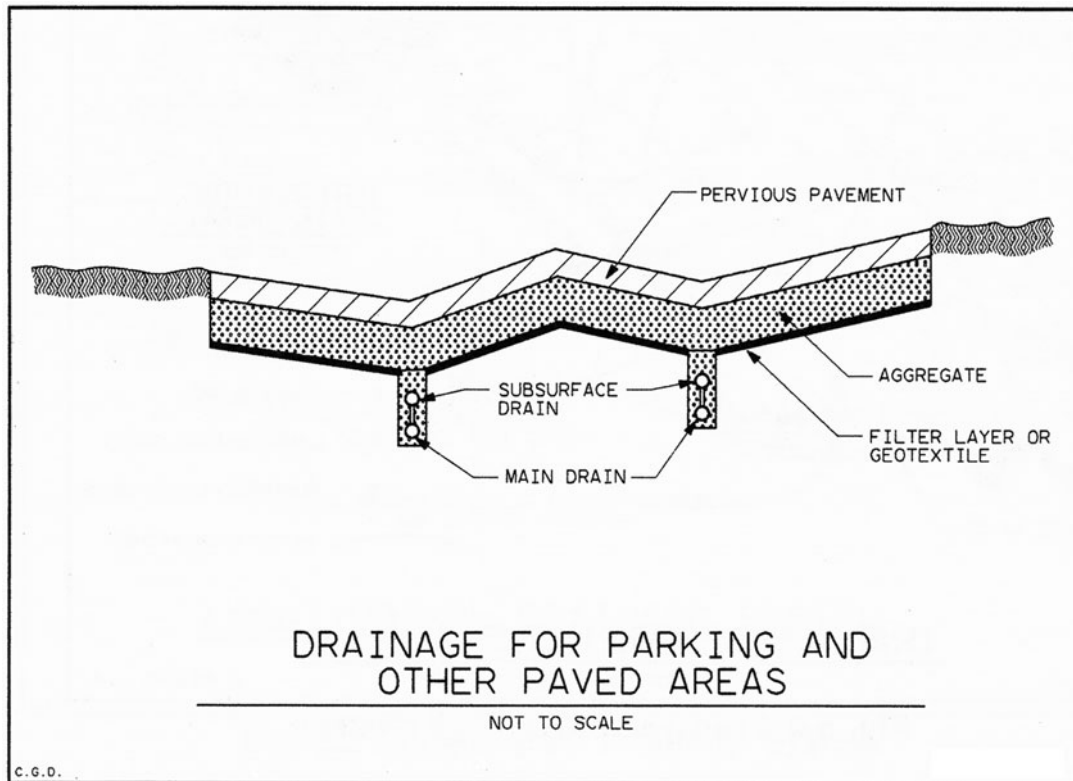 PERVIOUS PAVEMENT
SUBSURFACE
DRAIN
AGGREGATE
FILTER LAYER OR
GEOTEXTILE
MAIN DRAIN
DRAINAGE FOR PARKING AND
OTHER PAVED AREAS
NOT TO SCALE
C.G.D.